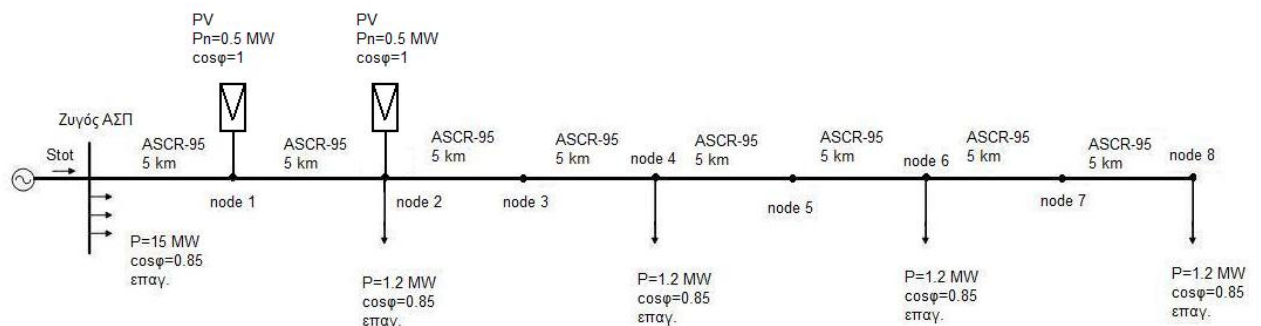 PV
Pn=0.5 MW
cosφ=1
PV
Pn=0.5 MW
cosφ=1
Ζυγός ΑΣΠ
Stot
ASCR-95
5 km
ASCR-95
5 km
ASCR-95
5 km
ASCR-95
5 km
ASCR-95
5 km
ASCR-95
5 km
ASCR-95
5 km
ASCR-95
5 km
node 1
node 2
node 3
node 4
node 5
node 6
node 7
node 8
P=15 MW
cosφ=0.85
επαγ.
P=1.2 MW
cosφ=0.85
επαγ.
P=1.2 MW
cosφ=0.85
επαγ.
P=1.2 MW
cosφ=0.85
επαγ.
P=1.2 MW
cosφ=0.85
επαγ.